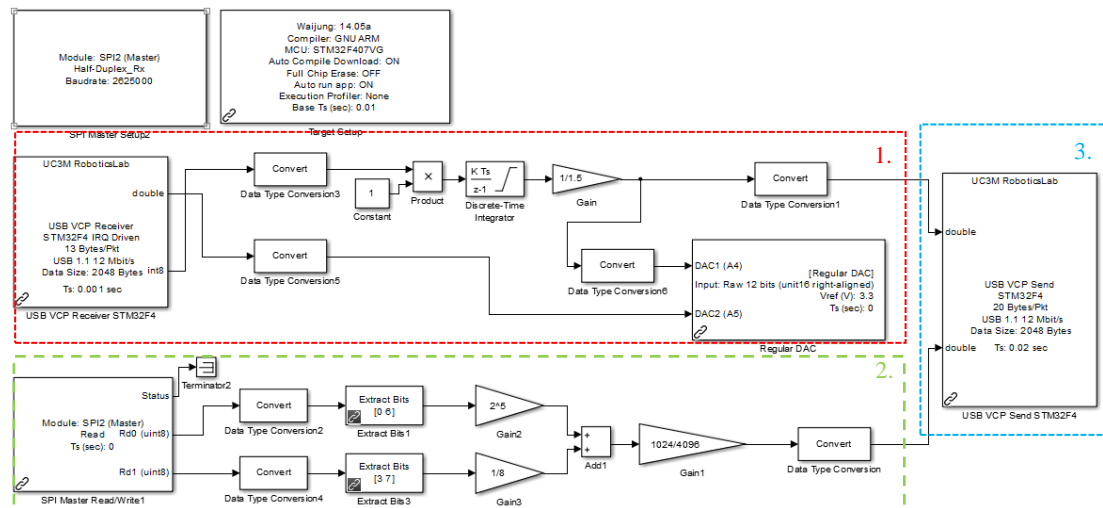 Module: SPI2 (Master)
Half-Duplex_Rx
Baudrate: 2625000
SPI Master Setup2
Waijung: 14.05a
Compiler: GNU ARM
MCU: STM32F407VG
Auto Compile Download: ON
Full Chip Erase: OFF
Auto run app: ON
Execution Profiler: None
Base Ts (sec): 0.01
Target Setup
1.
UC3M RoboticsLab
double
USB VCP Receiver
STM32F4 IRQ Driven
13 Bytes/Pkt
USB 1.1 12 Mbit/s
int8
Data Size: 2048 Bytes
Ts: 0.001 sec
USB VCP Receiver STM32F4
Convert
Data Type Conversion3
1
Constant
×
Product
K Ts
z-1
Discrete-Time
Integrator
1/1.5
Gain
Convert
Data Type Conversion1
Convert
Data Type Conversion5
Convert
Data Type Conversion6
DAC1 (A4)
[Regular DAC]
Input: Raw 12 bits (unit16 right-aligned)
Vref (V): 3.3
Ts (sec): 0
DAC2 (A5)
Regular DAC
3.
UC3M RoboticsLab
double
USB VCP Send
STM32F4
20 Bytes/Pkt
USB 1.1 12 Mbit/s
Data Size: 2048 Bytes
double
Ts: 0.02 sec
USB VCP Send STM32F4
2.
Status
Terminator2
Module: SPI2 (Master)
Read
Rd0 (uint8)
Ts (sec): 0
Rd1 (uint8)
SPI Master Read/Write1
Convert
Data Type Conversion2
Extract Bits
[0 6]
Extract Bits1
2^5
Gain2
Convert
Data Type Conversion4
Extract Bits
[3 7]
Extract Bits3
1/8
Gain3
+
+
Add1
1024/4096
Gain1
Convert
Data Type Conversion